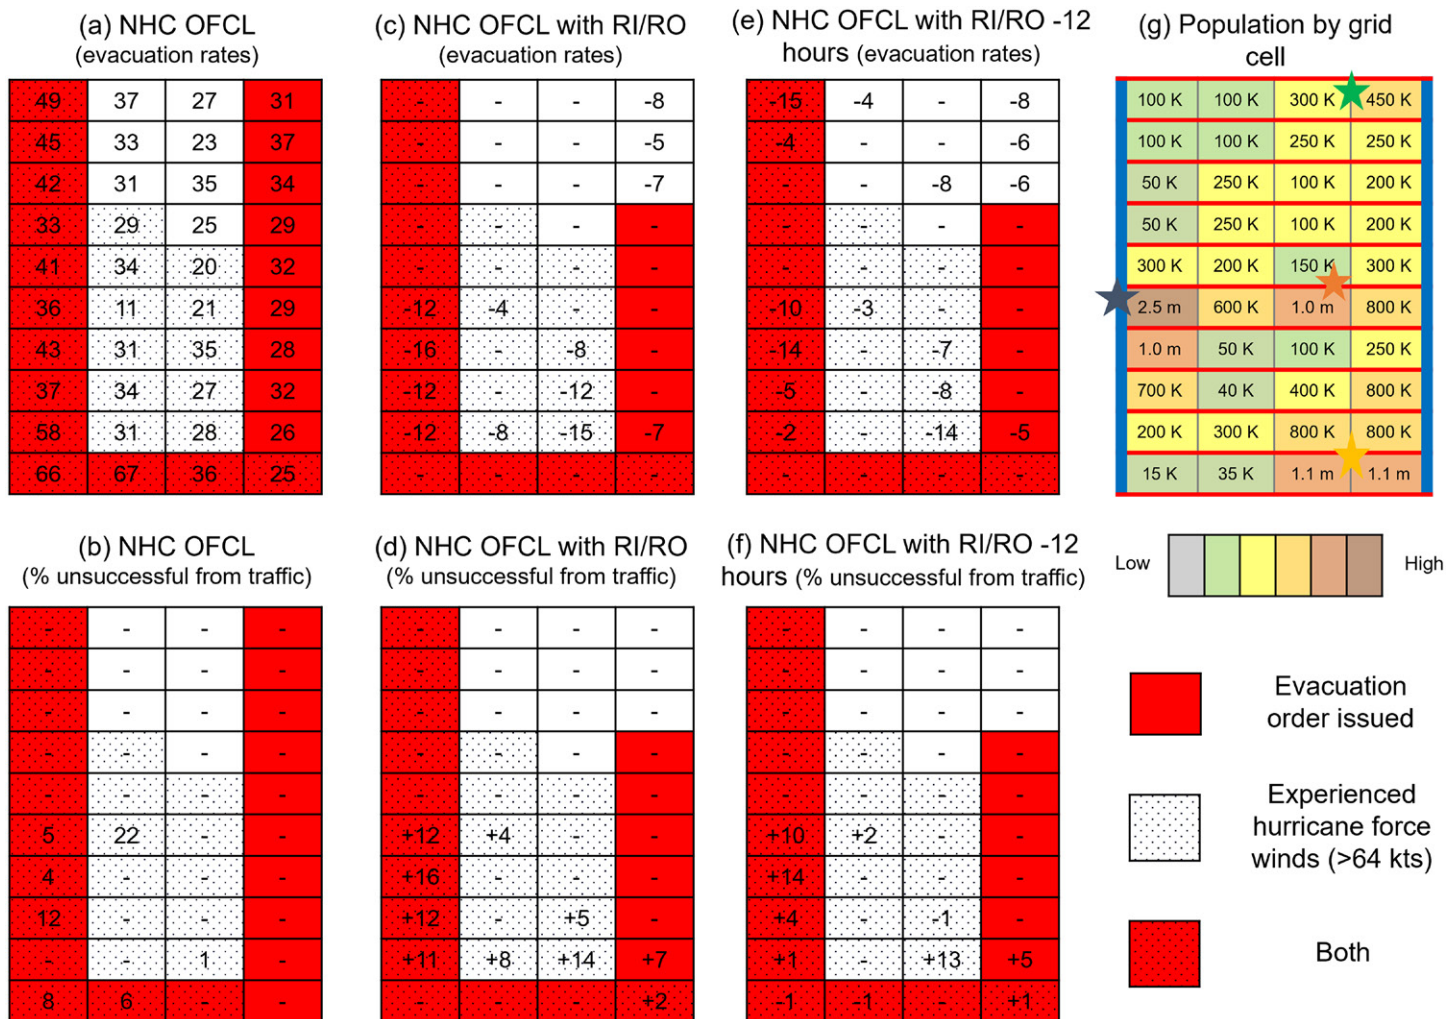 (a) NHC OFCL
(evacuation rates)
49 37 27 31
45 33 23 37
42 31 35 34
33 29 25 29
41 34 20 32
36 11 21 29
43 31 35 28
37 34 27 32
58 31 28 26
66 67 36 25
(c) NHC OFCL with RI/RO
(evacuation rates)
- - - -8
- - - -5
- - - -7
- - - -
- - - -
-12 -4 - -
-16 - -8 -
-12 - -12 -
-12 -8 -15 -7
- - - -
(e) NHC OFCL with RI/RO -12
hours (evacuation rates)
-15 -4 - -8
-4 - - -6
- - -8 -6
- - - -
- - - -
-10 -3 - -
-14 - -7 -
-5 - -8 -
-2 - -14 -5
- - - -
(g) Population by grid
cell
100 K 100 K 300 K 450 K
100 K 100 K 250 K 250 K
50 K 250 K 100 K 200 K
50 K 250 K 100 K 200 K
300 K 200 K 150 K 300 K
2.5 m 600 K 1.0 m 800 K
1.0 m 50 K 100 K 250 K
700 K 40 K 400 K 800 K
200 K 300 K 800 K 800 K
15 K 35 K 1.1 m 1.1 m
(b) NHC OFCL
(% unsuccessful from traffic)
- - - -
- - - -
- - - -
- - - -
- - - -
5 22 - -
4 - - -
12 - - -
- - 1 -
8 6 - -
(d) NHC OFCL with RI/RO
(% unsuccessful from traffic)
- - - -
- - - -
- - - -
- - - -
- - - -
+12 +4 - -
+16 - - -
+12 - +5 -
+11 +8 +14 +7
- - - +2
(f) NHC OFCL with RI/RO -12
hours (% unsuccessful from traffic)
- - - -
- - - -
- - - -
- - - -
- - - -
+10 +2 - -
+14 - - -
+4 - -1 -
+1 - +13 +5
-1 -1 - +1
Low High
Evacuation
order issued
Experienced
hurricane force
winds (>64 kts)
Both